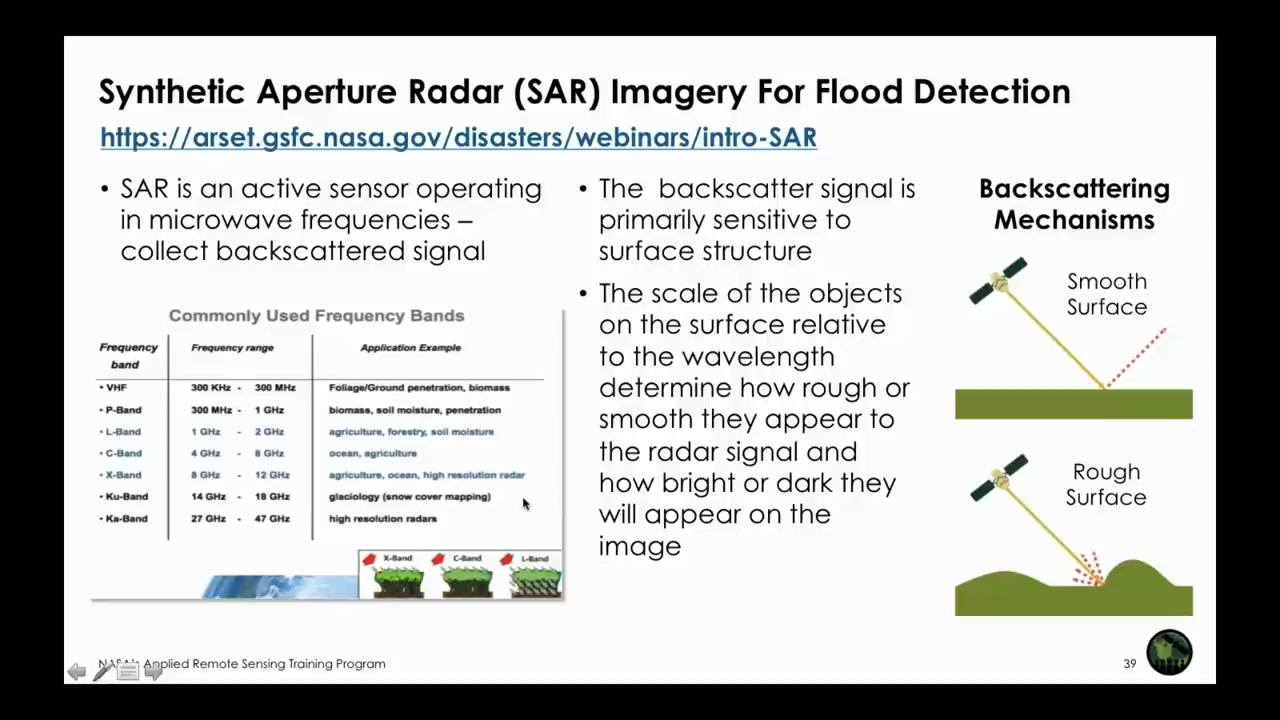 Synthetic Aperture Radar (SAR) Imagery For Flood Detection
https://arset.gsfc.nasa.gov/disasters/webinars/intro-SAR
• SAR is an active sensor operating
in microwave frequencies –
collect backscattered signal
Commonly Used Frequency Bands
Frequency band Frequency range Application Example
• VHF 300 KHz - 300 MHz Foliage/Ground penetration, biomass
• P-Band 300 MHz - 1 GHz biomass, soil moisture, penetration
• L-Band 1 GHz - 2 GHz agriculture, forestry, soil moisture
• C-Band 4 GHz - 8 GHz ocean, agriculture
• X-Band 8 GHz - 12 GHz agriculture, ocean, high resolution radar
• Ku-Band 14 GHz - 18 GHz glaciology (snow cover mapping)
• Ka-Band 27 GHz - 47 GHz high resolution radars
X-Band C-Band L-Band
• The backscatter signal is
primarily sensitive to
surface structure
• The scale of the objects
on the surface relative
to the wavelength
determine how rough or
smooth they appear to
the radar signal and
how bright or dark they
will appear on the
image
Backscattering
Mechanisms
Smooth
Surface
Rough
Surface
NASA's Applied Remote Sensing Training Program
39